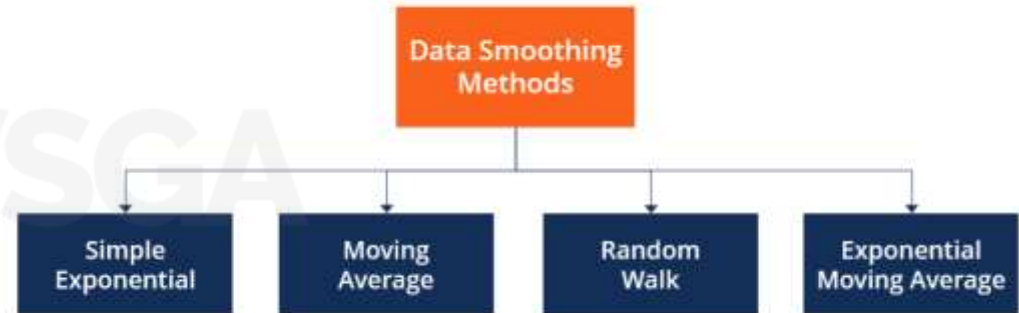 Data Smoothing
Methods
Simple
Exponential
Moving
Average
Random
Walk
Exponential
Moving Average